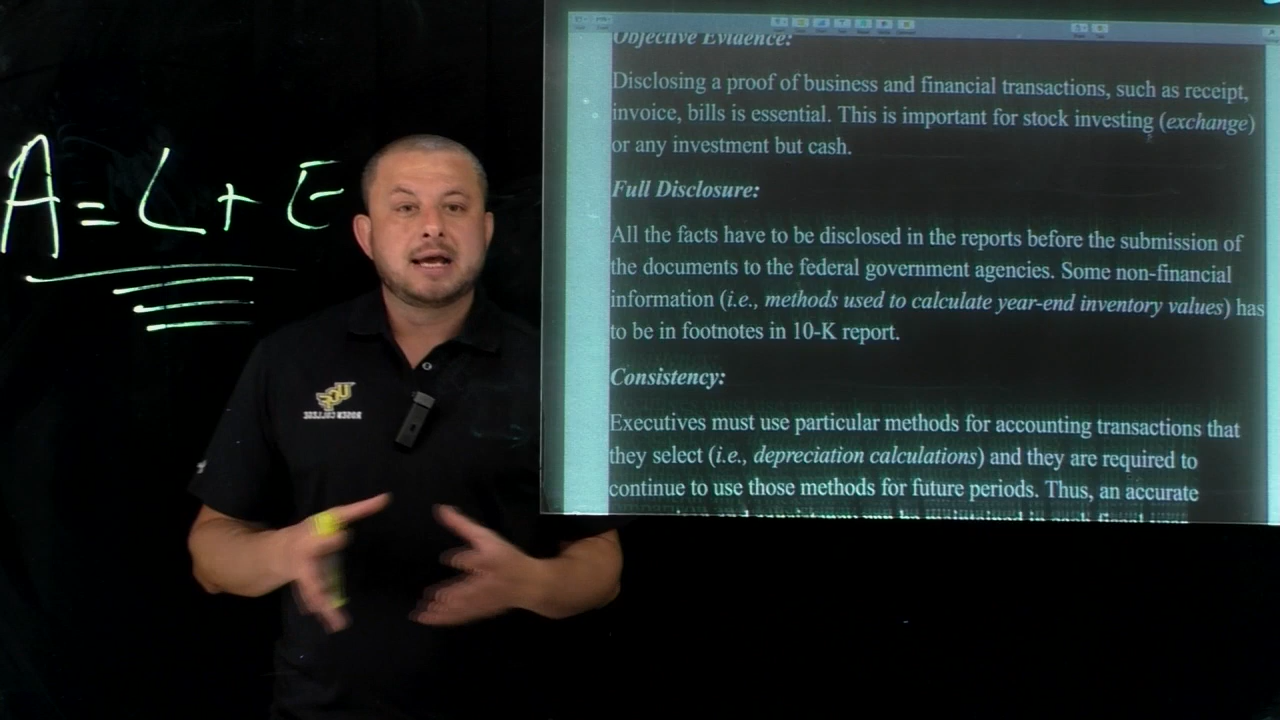 A = L + E
UCF
ROSEN COLLEGE
Objective Evidence:
Disclosing a proof of business and financial transactions, such as receipt,
invoice, bills is essential. This is important for stock investing (exchange)
or any investment but cash.
Full Disclosure:
All the facts have to be disclosed in the reports before the submission of
the documents to the federal government agencies. Some non-financial
information (i.e., methods used to calculate year-end inventory values) has
to be in footnotes in 10-K report.
Consistency:
Executives must use particular methods for accounting transactions that
they select (i.e., depreciation calculations) and they are required to
continue to use those methods for future periods. Thus, an accurate